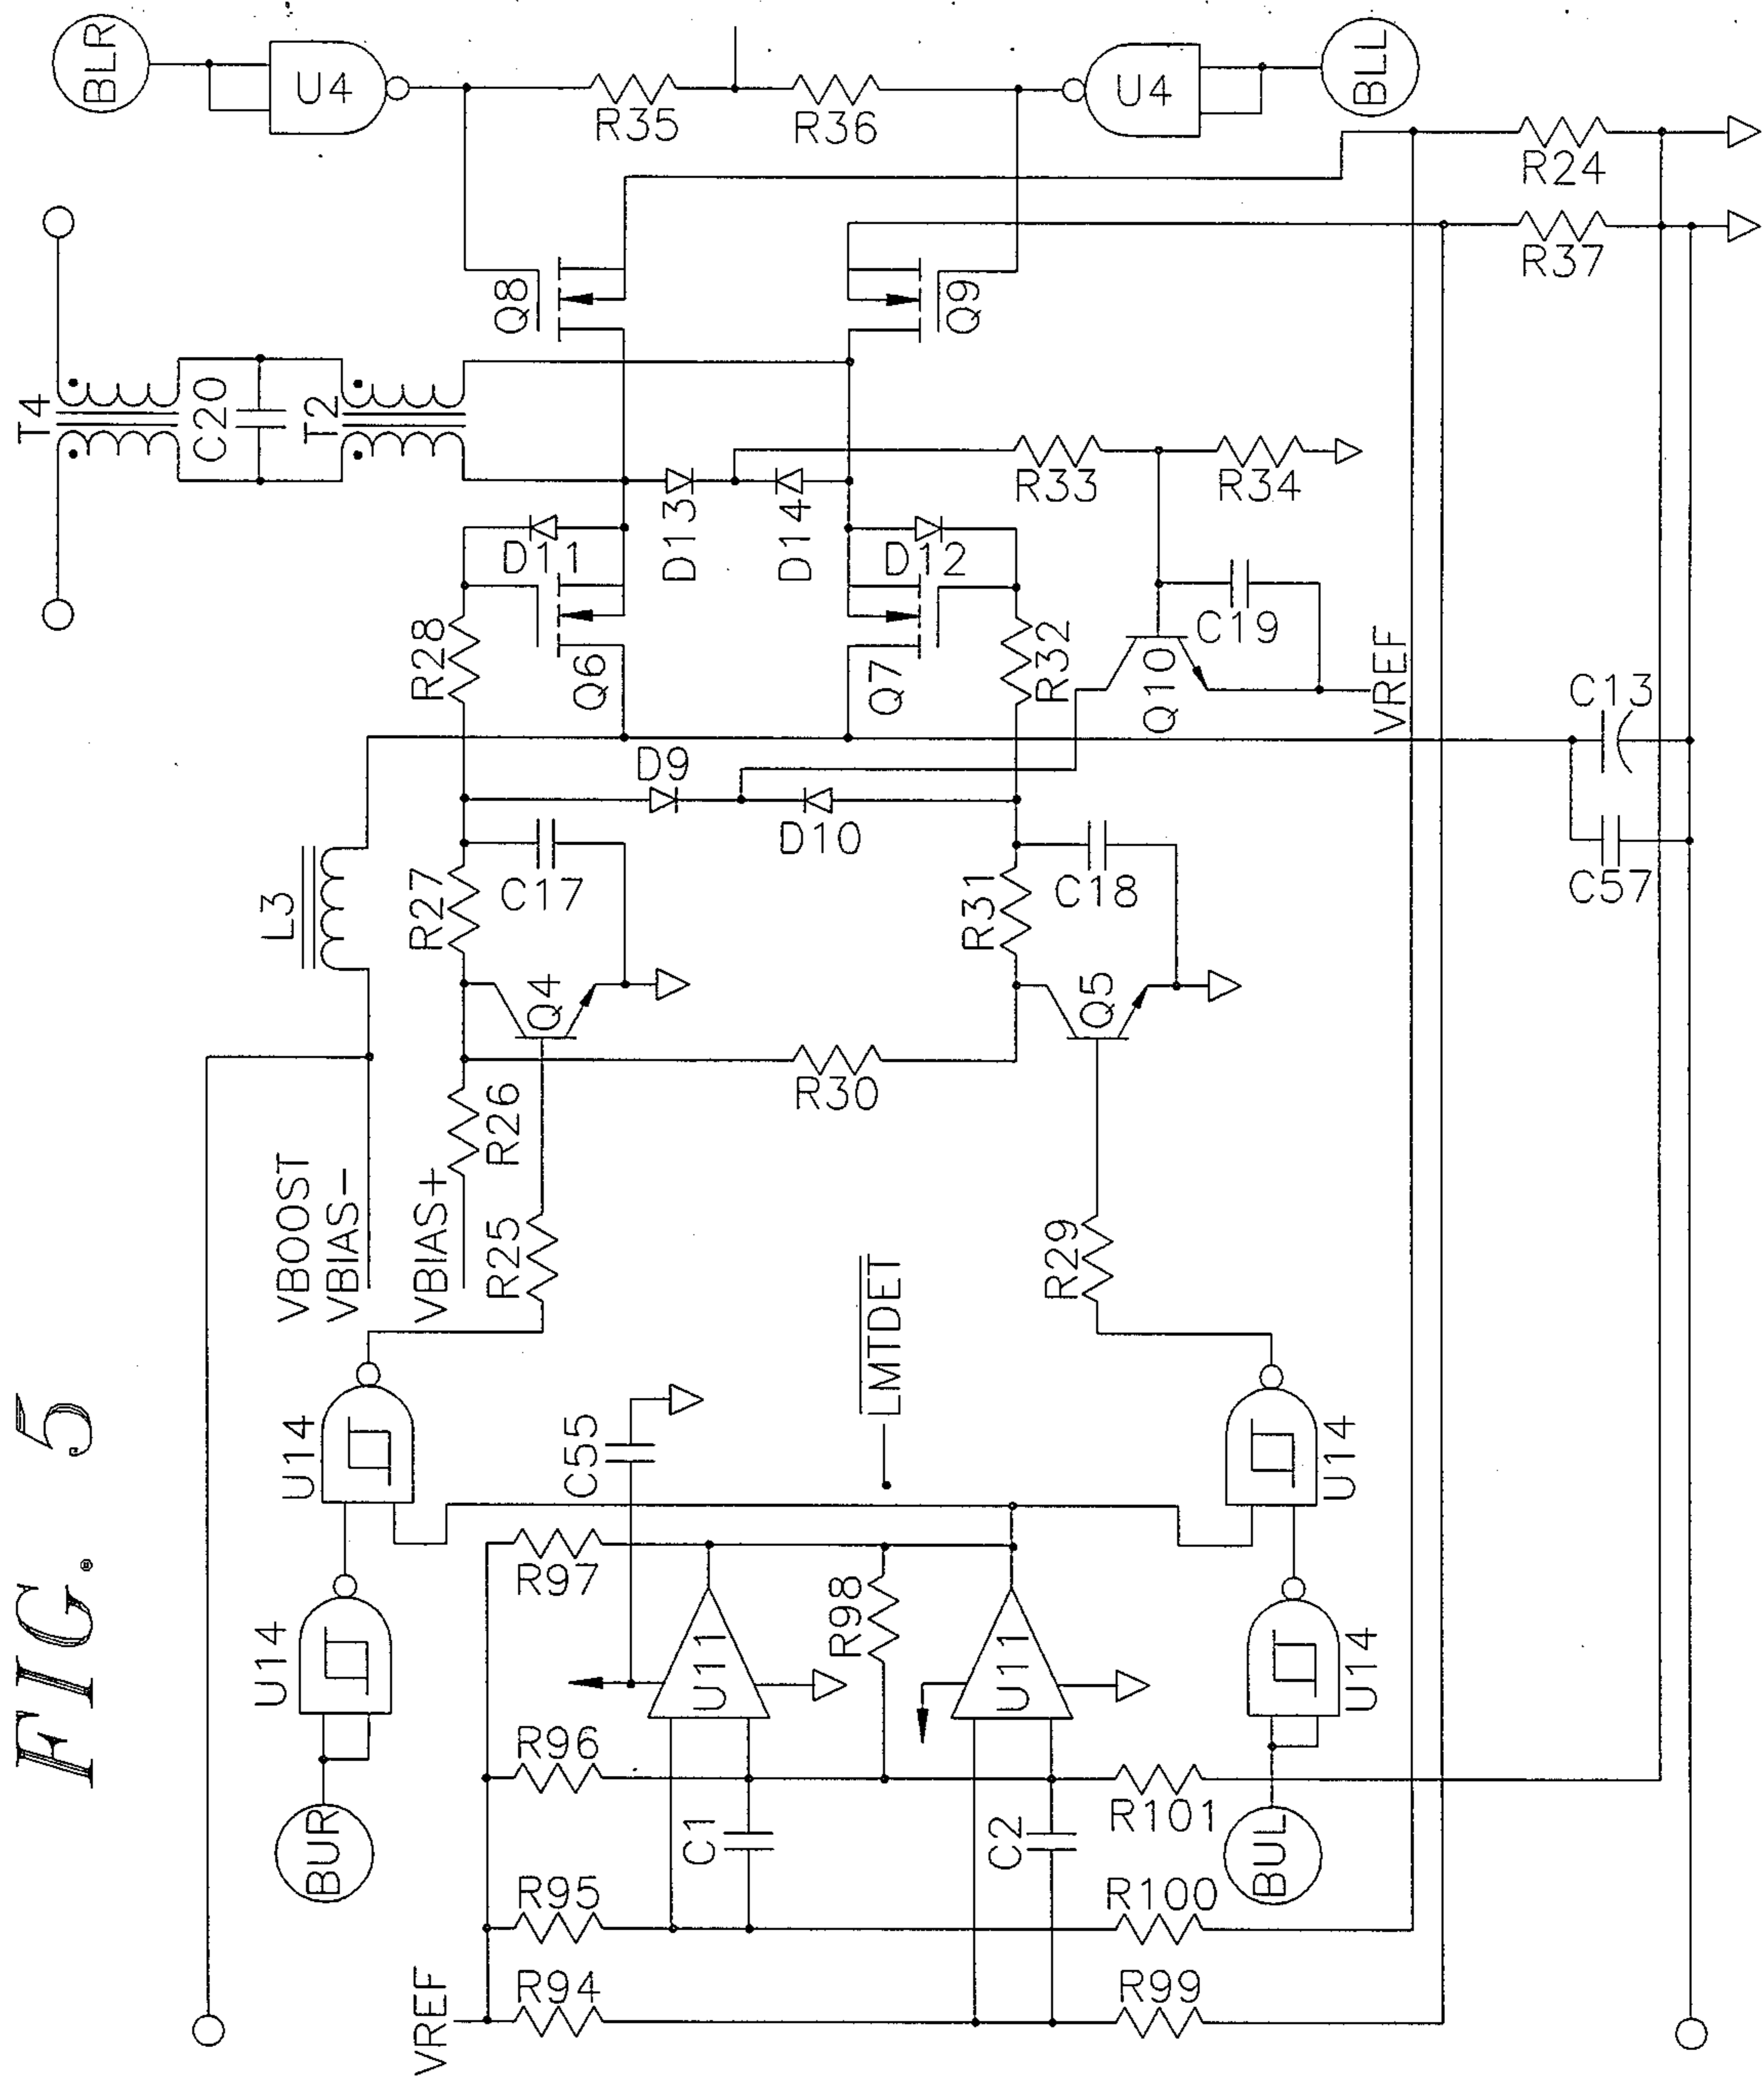 FIG. 5
BLR
U4
R35
R36
U4
BLL
R24
R37
T4
C20
T2
Q8
Q9
D11
D13
D14
D12
R33
R34
R28
Q6
Q7
R32
Q10
C19
VREF
C13
C57
D9
D10
L3
R27
C17
R31
C18
Q4
Q5
R30
VBOOST
VBIAS-
VBIAS+
R26
R25
R29
LMTDET
U14
C55
U14
R97
R98
U14
U11
U11
U14
R96
BUR
C1
C2
R101
BUL
R95
R100
VREF
R94
R99